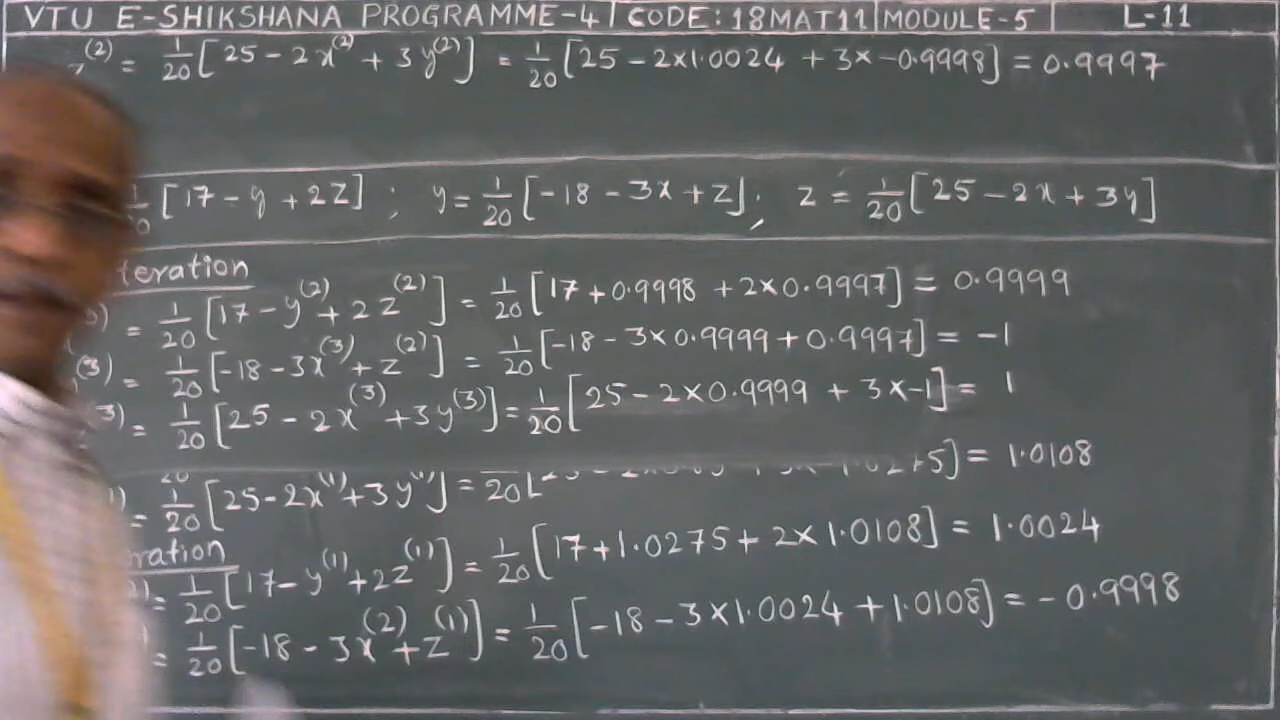 VTU E-SHIKSHANA PROGRAMME-4 | CODE: 18MAT11 | MODULE-5 | L-11
z⁽²⁾ = 1/20 [25 - 2x⁽²⁾ + 3y⁽²⁾] = 1/20 [25 - 2×1.0024 + 3×-0.9998] = 0.9997
[17 - y + 2z] ; y = 1/20 [-18 - 3x + z] ; z = 1/20 [25 - 2x + 3y]
teration
= 1/20 [17 - y⁽²⁾ + 2z⁽²⁾] = 1/20 [17 + 0.9998 + 2×0.9997] = 0.9999
⁽³⁾ = 1/20 [-18 - 3x⁽³⁾ + z⁽²⁾] = 1/20 [-18 - 3×0.9999 + 0.9997] = -1
⁽³⁾ = 1/20 [25 - 2x⁽³⁾ + 3y⁽³⁾] = 1/20 [25 - 2×0.9999 + 3×-1] = 1
= 1/20 [25 - 2x⁽¹⁾ + 3y⁽¹⁾] = 1/20 [ ] = 1.0108
ration
= 1/20 [17 - y⁽¹⁾ + 2z⁽¹⁾] = 1/20 [17 + 1.0275 + 2×1.0108] = 1.0024
= 1/20 [-18 - 3x⁽²⁾ + z⁽¹⁾] = 1/20 [-18 - 3×1.0024 + 1.0108] = -0.9998